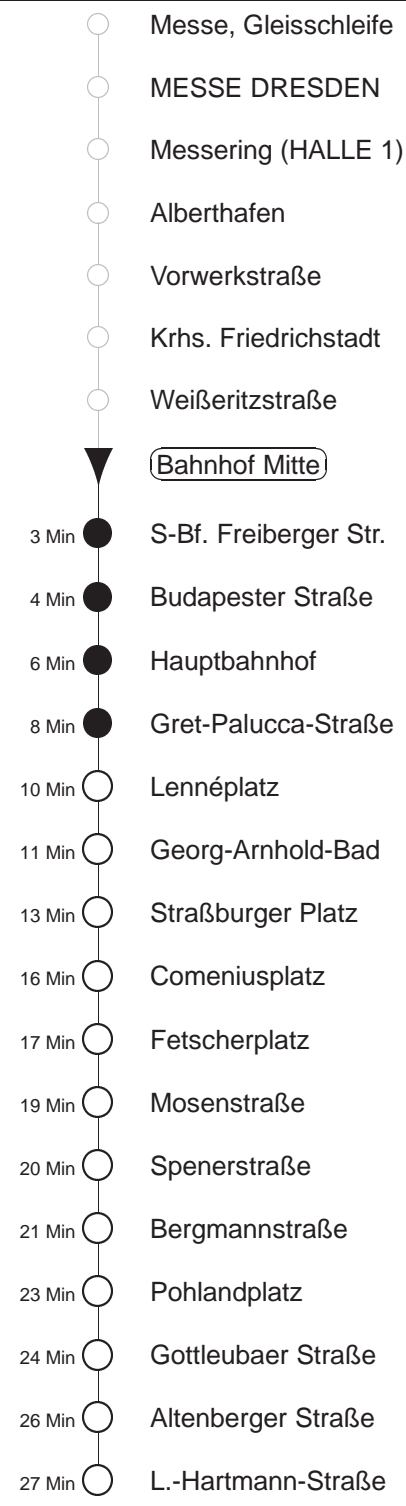 Messe, Gleisschleife
MESSE DRESDEN
Messering (HALLE 1)
Alberthafen
Vorwerkstraße
Krhs. Friedrichstadt
Weißeritzstraße
Bahnhof Mitte
3 Min S-Bf. Freiberger Str.
4 Min Budapester Straße
6 Min Hauptbahnhof
8 Min Gret-Palucca-Straße
10 Min Lennéplatz
11 Min Georg-Arnhold-Bad
13 Min Straßburger Platz
16 Min Comeniusplatz
17 Min Fetscherplatz
19 Min Mosenstraße
20 Min Spenerstraße
21 Min Bergmannstraße
23 Min Pohlandplatz
24 Min Gottleubaer Straße
26 Min Altenberger Straße
27 Min L.-Hartmann-Straße